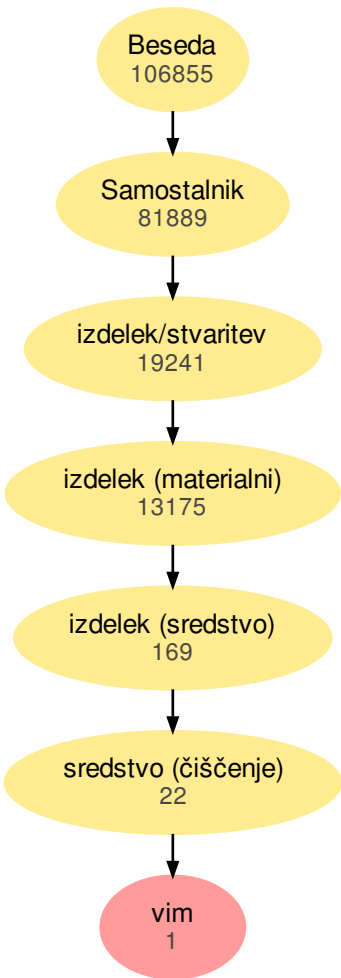 Beseda
106855
Samostalnik
81889
izdelek/stvaritev
19241
izdelek (materialni)
13175
izdelek (sredstvo)
169
sredstvo (čiščenje)
22
vim
1